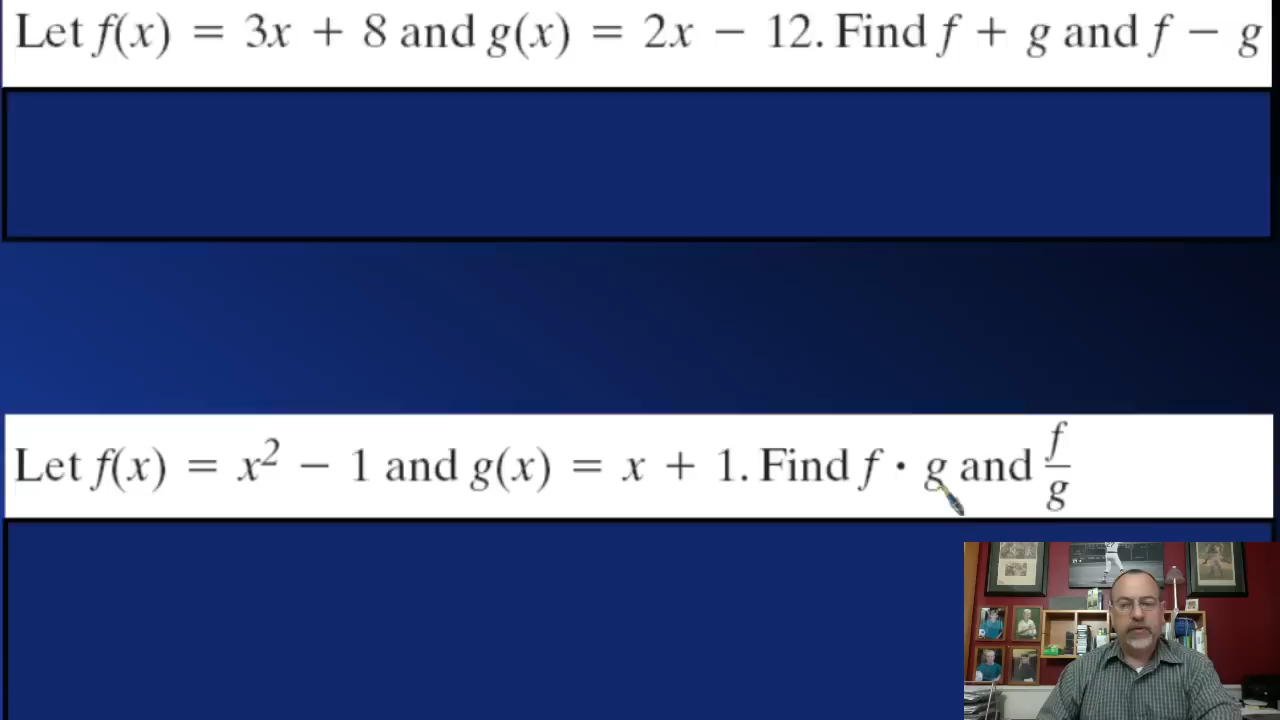 Let f(x) = 3x + 8 and g(x) = 2x − 12. Find f + g and f − g
Let f(x) = x² − 1 and g(x) = x + 1. Find f · g and f/g